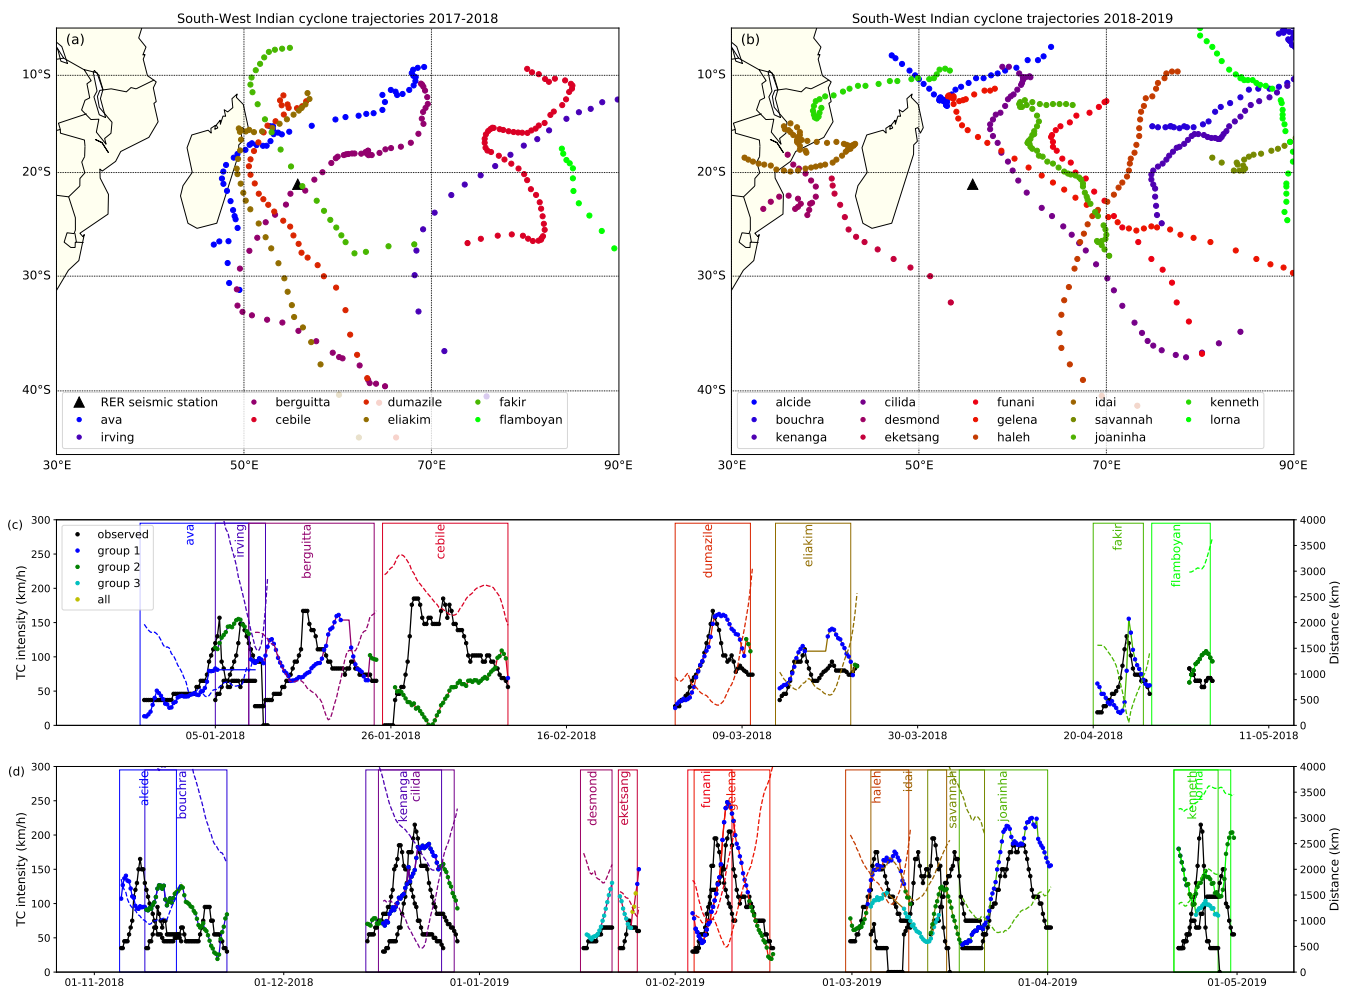 South-West Indian cyclone trajectories 2017-2018
(a)
10°S
20°S
30°S
40°S
RER seismic station
ava
irving
berguitta
cebile
dumazile
eliakim
fakir
flamboyan
30°E
50°E
70°E
90°E
South-West Indian cyclone trajectories 2018-2019
(b)
10°S
20°S
30°S
40°S
alcide
bouchra
kenanga
cilida
desmond
eketsang
funani
gelena
haleh
idai
savannah
joaninha
kenneth
lorna
30°E
50°E
70°E
90°E
(c)
TC intensity (km/h)
300
250
200
150
100
50
0
observed
group 1
group 2
group 3
all
ava
irving
berguitta
cebile
dumazile
eliakim
fakir
flamboyan
4000
3500
3000
2500
2000
1500
1000
500
0
Distance (km)
05-01-2018
26-01-2018
16-02-2018
09-03-2018
30-03-2018
20-04-2018
11-05-2018
(d)
TC intensity (km/h)
300
250
200
150
100
50
0
alcide
bouchra
kenanga
cilida
desmond
eketsang
funani
gelena
haleh
idai
savannah
joaninha
kenneth
lorna
4000
3500
3000
2500
2000
1500
1000
500
0
Distance (km)
01-11-2018
01-12-2018
01-01-2019
01-02-2019
01-03-2019
01-04-2019
01-05-2019